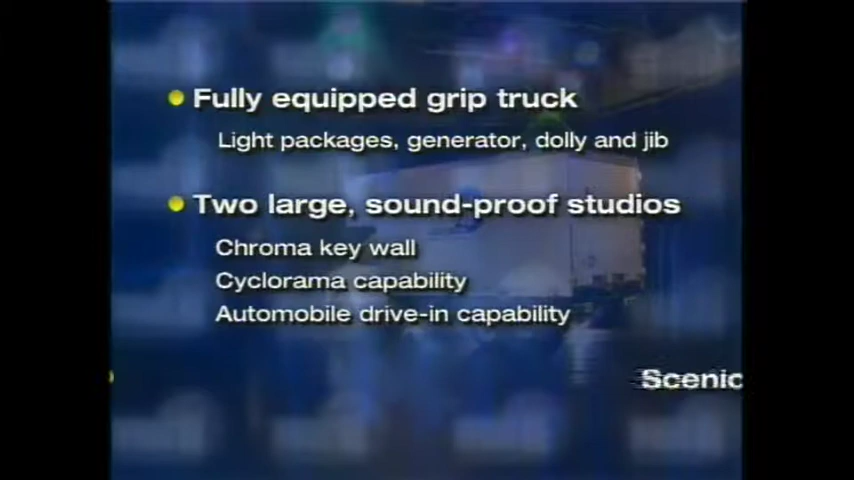 Fully equipped grip truck
Light packages, generator, dolly and jib
Two large, sound-proof studios
Chroma key wall
Cyclorama capability
Automobile drive-in capability
Scenic